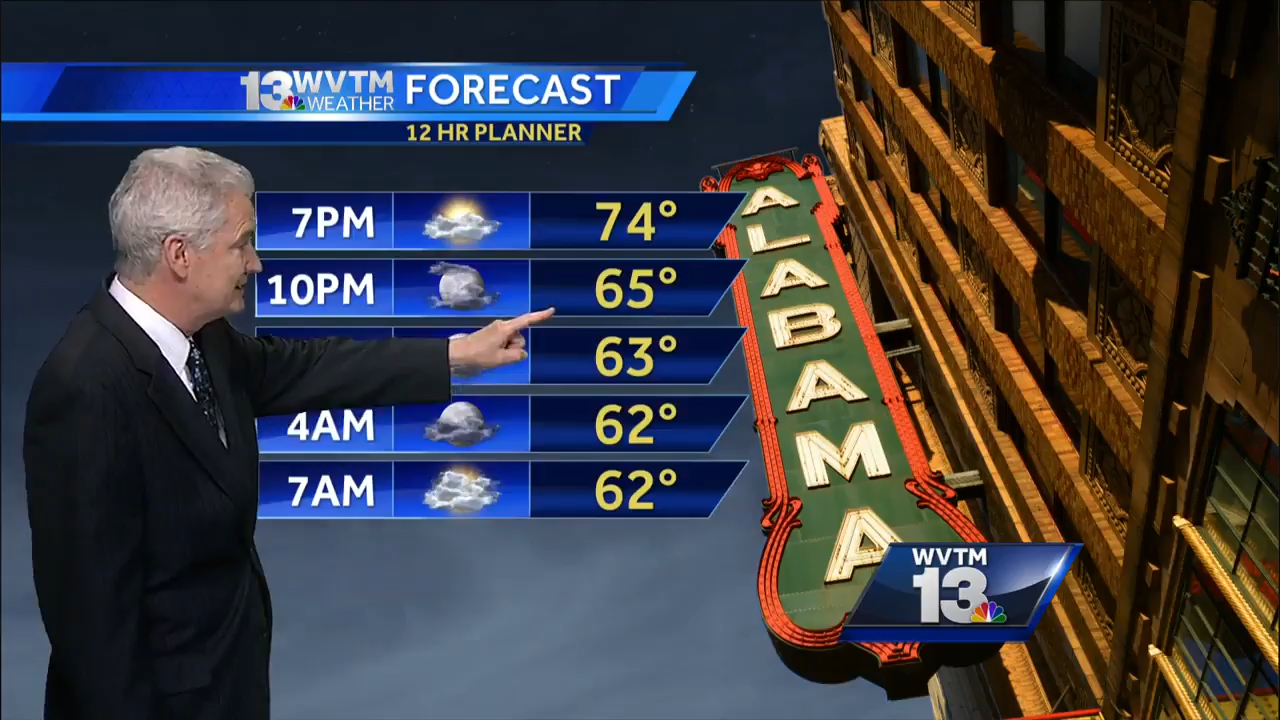 13 WVTM WEATHER FORECAST
12 HR PLANNER
7PM 74°
10PM 65°
63°
4AM 62°
7AM 62°
ALABAMA
WVTM
13